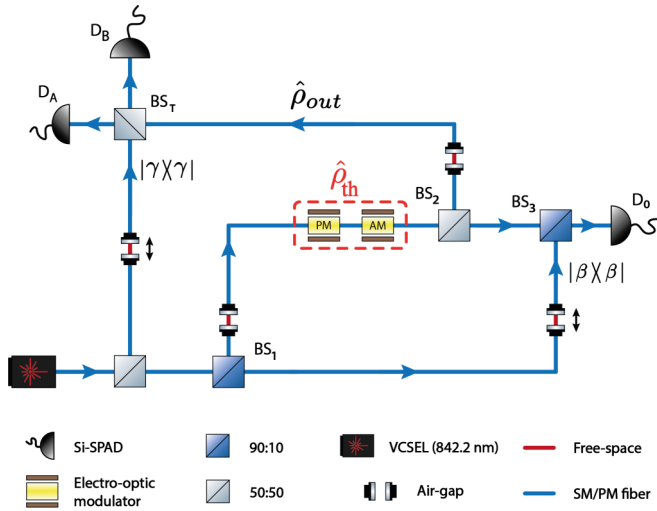 D_B
D_A
BS_T
ρ̂_out
|γ⟩⟨γ|
ρ̂_th
BS_2
BS_3
D_0
PM
AM
|β⟩⟨β|
BS_1
Si-SPAD
90:10
VCSEL (842.2 nm)
Free-space
Electro-optic
modulator
50:50
Air-gap
SM/PM fiber